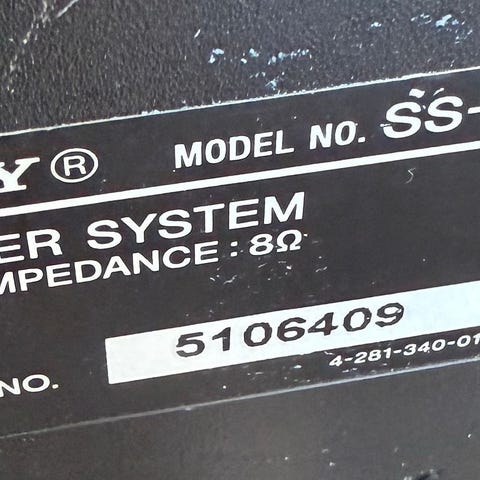 Y® MODEL NO. SS-
ER SYSTEM
MPEDANCE : 8Ω
NO. 5106409
4-281-340-01